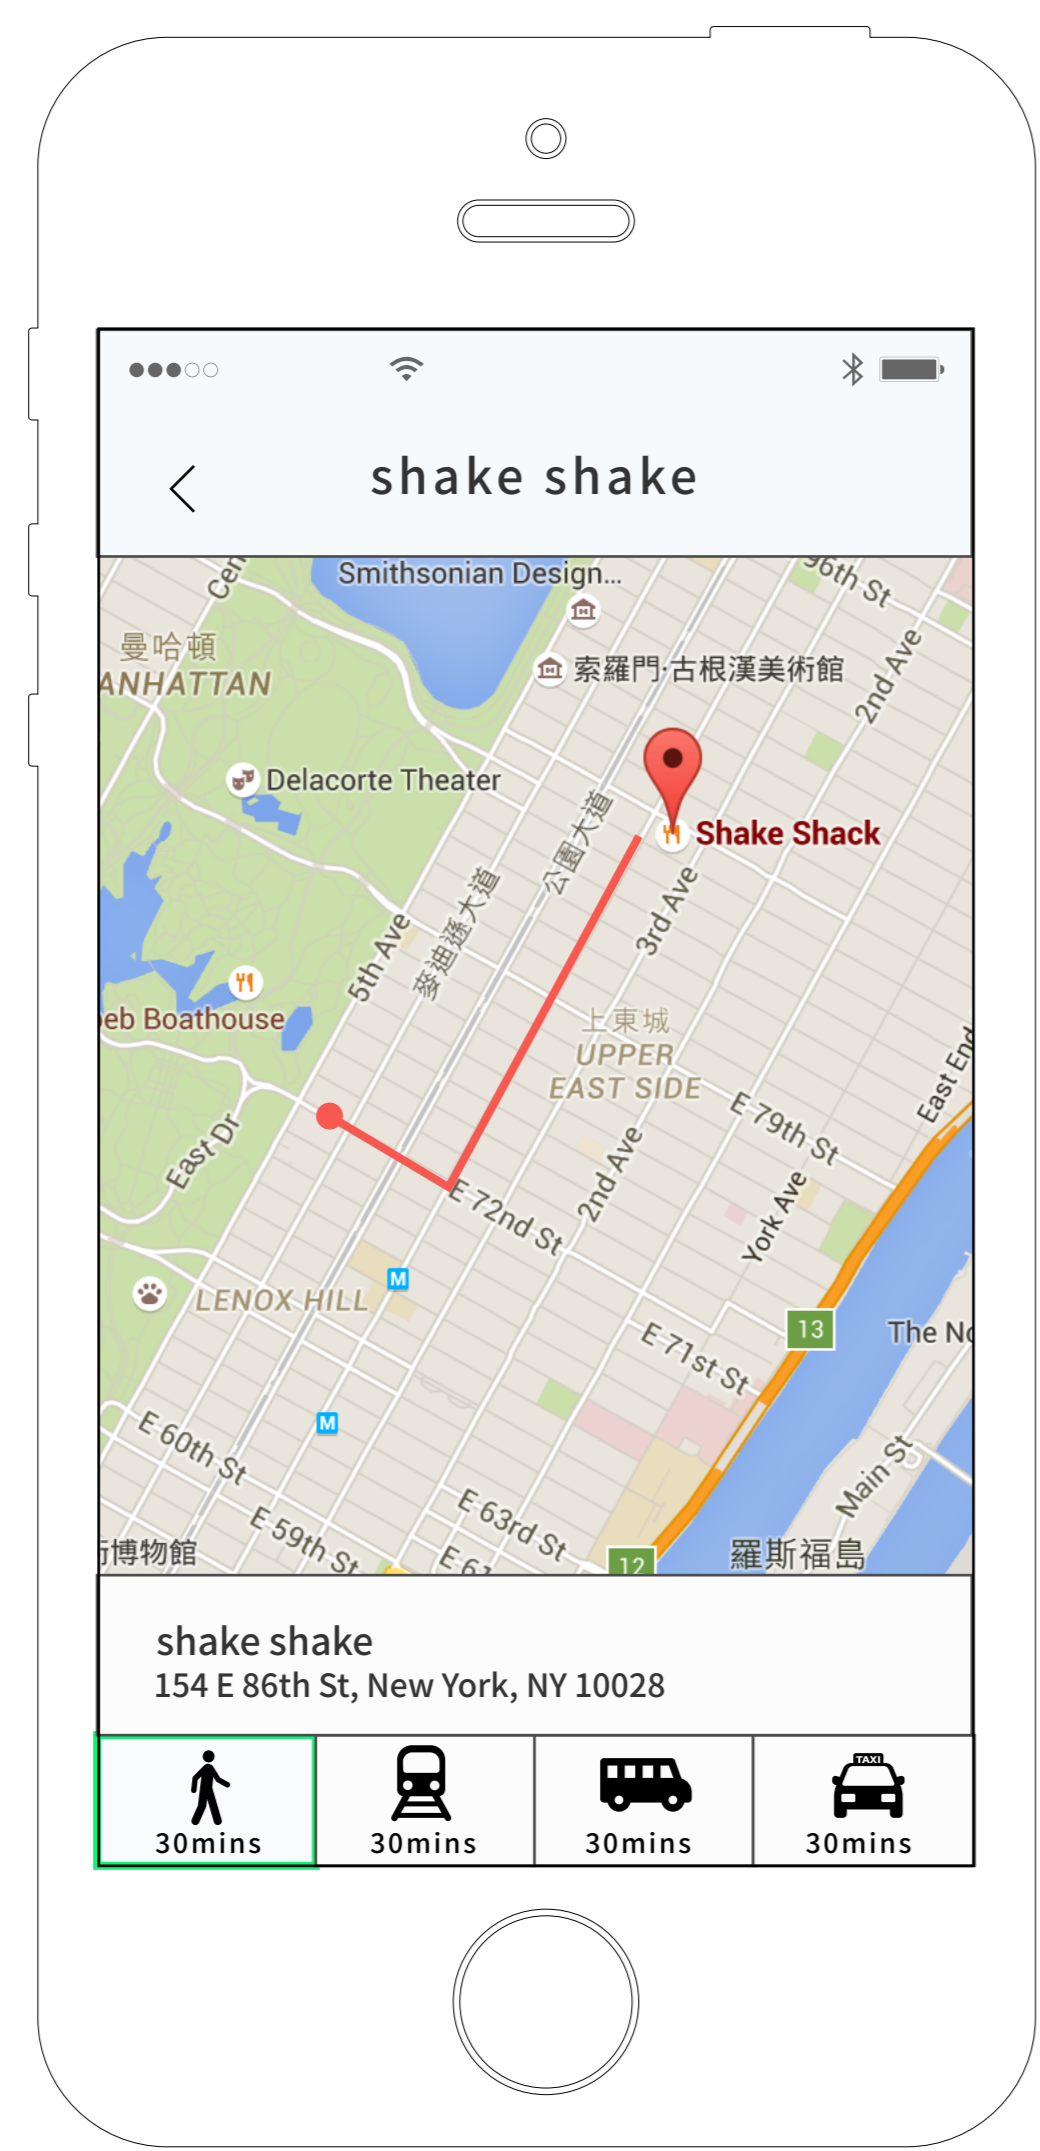 shake shake
Smithsonian Design...
96th St
Cen
曼哈頓
ANHATTAN
索羅門·古根漢美術館
2nd Ave
Delacorte Theater
公園大道
Shake Shack
麥迪遜大道
3rd Ave
5th Ave
eb Boathouse
上東城
UPPER
EAST SIDE
East End
E 79th St
East Dr
2nd Ave
E 72nd St
York Ave
M
LENOX HILL
13
The No
E 71st St
M
E 60th St
Main St
E 63rd St
E 59th St
E 61
博物館
12
羅斯福島
shake shake
154 E 86th St, New York, NY 10028
TAXI
30mins
30mins
30mins
30mins